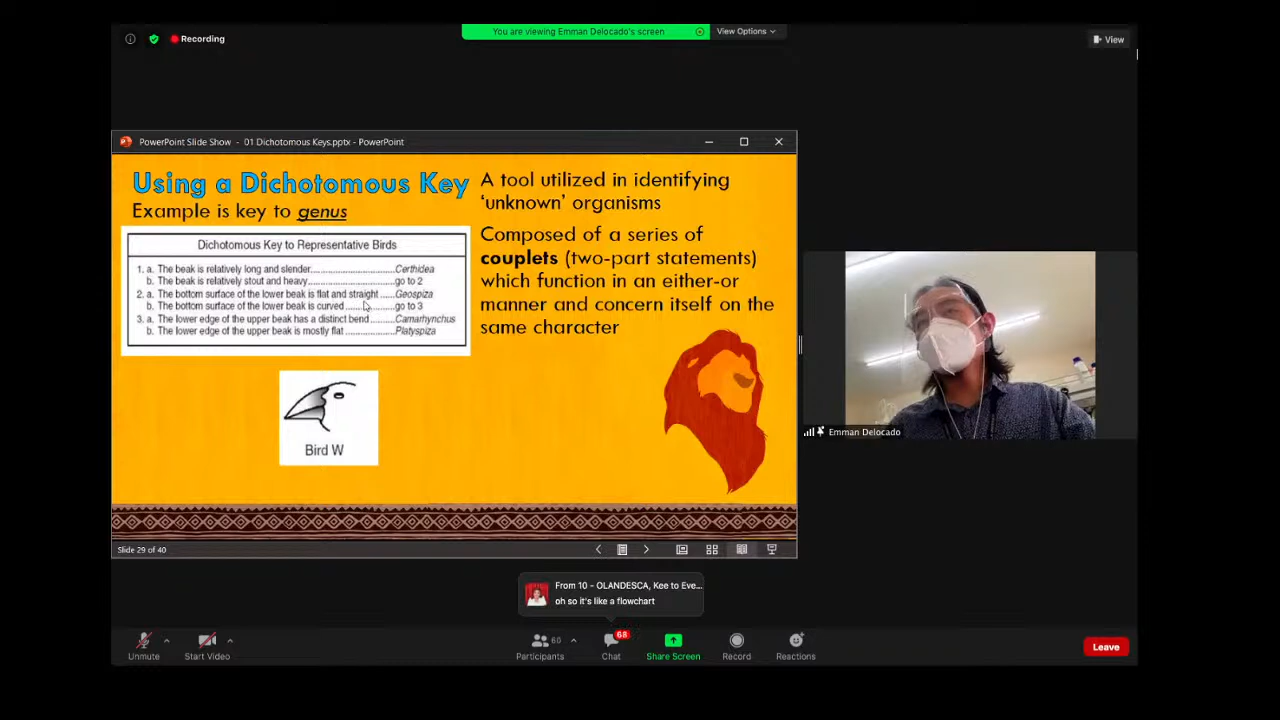 Recording
You are viewing Emman Delocado's screen
View Options
View
PowerPoint Slide Show - 01 Dichotomous Keys.pptx - PowerPoint
Using a Dichotomous Key
Example is key to genus
Dichotomous Key to Representative Birds
1. a. The beak is relatively long and slender..............................Certhidea
b. The beak is relatively stout and heavy..............................go to 2
2. a. The bottom surface of the lower beak is flat and straight .....Geospiza
b. The bottom surface of the lower beak is curved .................go to 3
3. a. The lower edge of the upper beak has a distinct bend .........Camarhynchus
b. The lower edge of the upper beak is mostly flat .................Platyspiza
Bird W
A tool utilized in identifying
‘unknown’ organisms
Composed of a series of
couplets (two-part statements)
which function in an either-or
manner and concern itself on the
same character
Emman Delocado
Slide 29 of 40
From 10 - OLANDESCA, Kee to Eve...
oh so it's like a flowchart
60
68
Unmute
Start Video
Participants
Chat
Share Screen
Record
Reactions
Leave